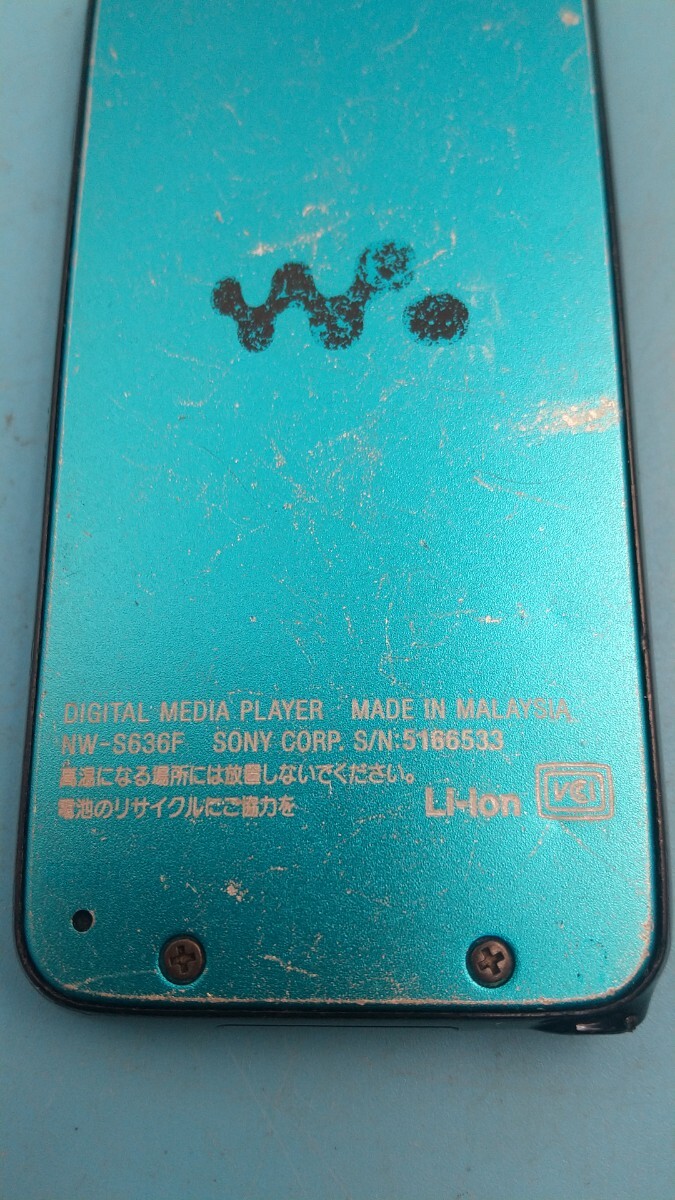 DIGITAL MEDIA PLAYER MADE IN MALAYSIA
NW-S636F SONY CORP. S/N:5166533
高温になる場所には放置しないでください。
電池のリサイクルにご協力を Li-Ion VCI